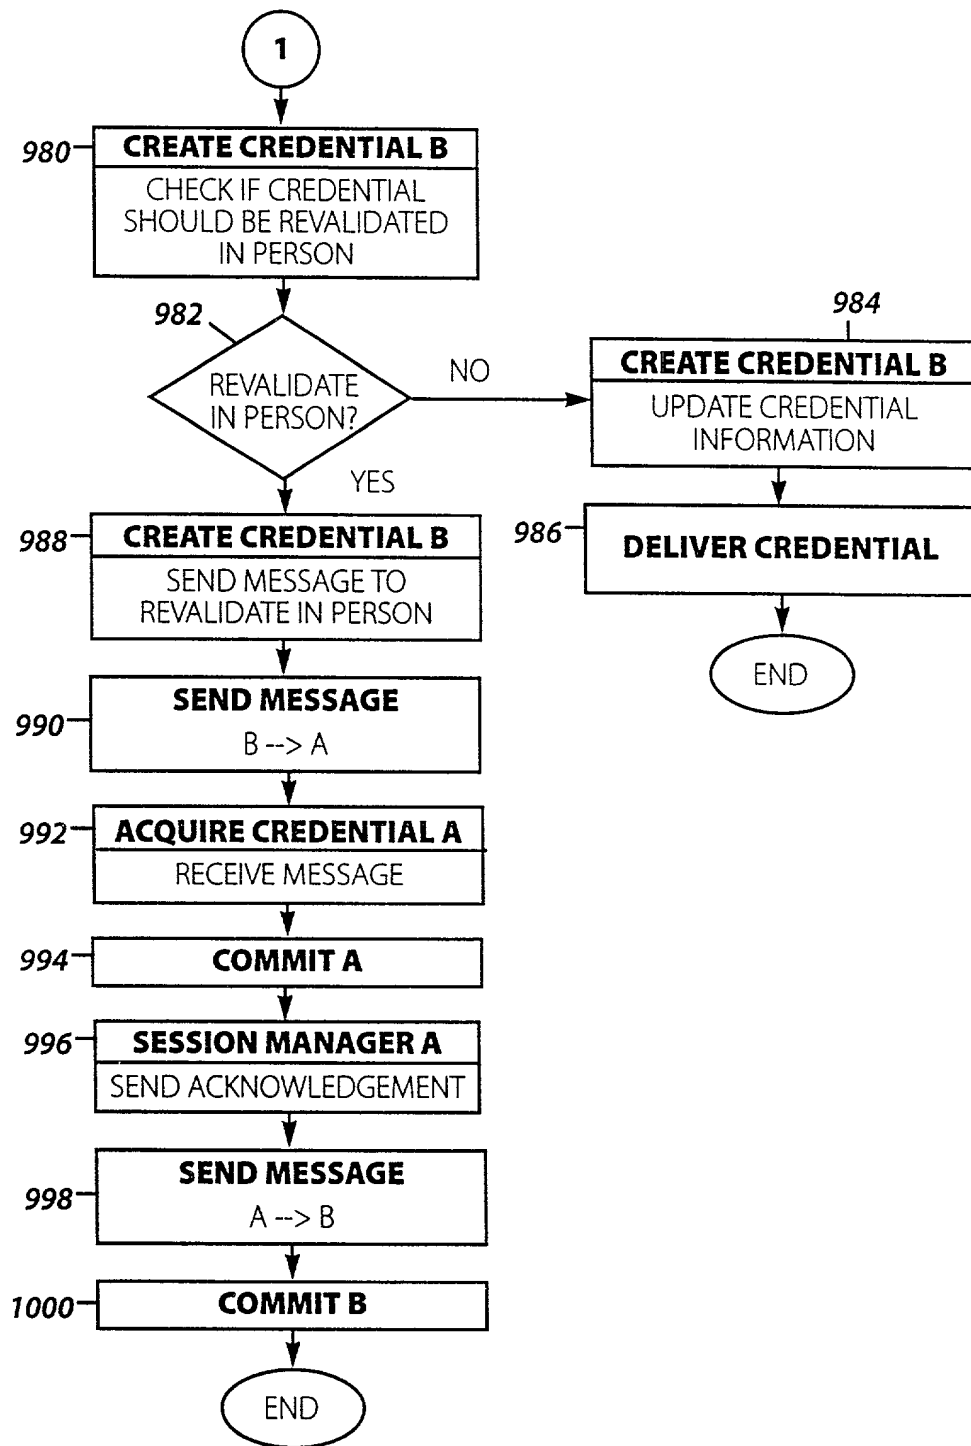 1
980
CREATE CREDENTIAL B
CHECK IF CREDENTIAL
SHOULD BE REVALIDATED
IN PERSON
982
REVALIDATE
IN PERSON?
NO
YES
984
CREATE CREDENTIAL B
UPDATE CREDENTIAL
INFORMATION
986
DELIVER CREDENTIAL
END
988
CREATE CREDENTIAL B
SEND MESSAGE TO
REVALIDATE IN PERSON
990
SEND MESSAGE
B --> A
992
ACQUIRE CREDENTIAL A
RECEIVE MESSAGE
994
COMMIT A
996
SESSION MANAGER A
SEND ACKNOWLEDGEMENT
998
SEND MESSAGE
A --> B
1000
COMMIT B
END